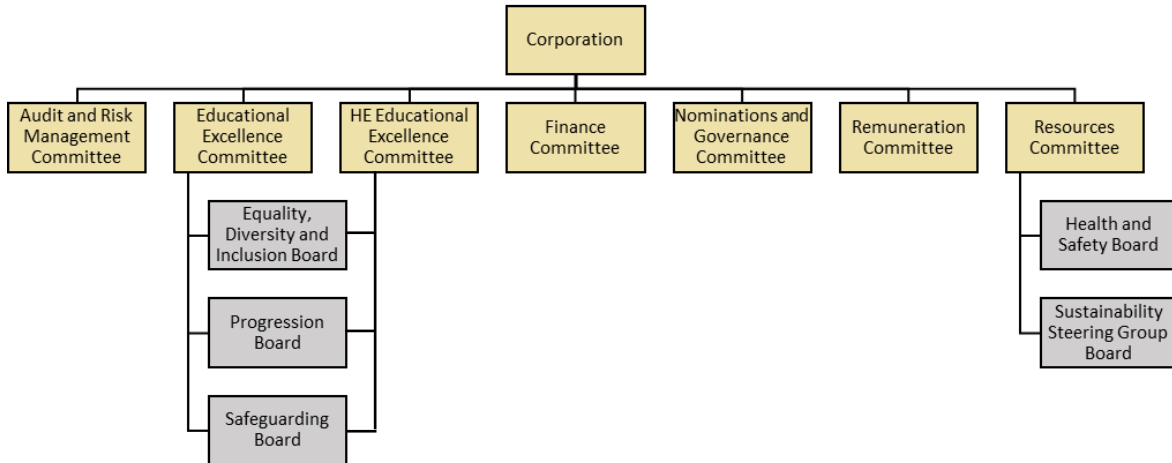 Corporation
Audit and Risk
Management
Committee
Educational
Excellence
Committee
HE Educational
Excellence
Committee
Finance
Committee
Nominations and
Governance
Committee
Remuneration
Committee
Resources
Committee
Equality,
Diversity and
Inclusion Board
Progression
Board
Safeguarding
Board
Health and
Safety Board
Sustainability
Steering Group
Board